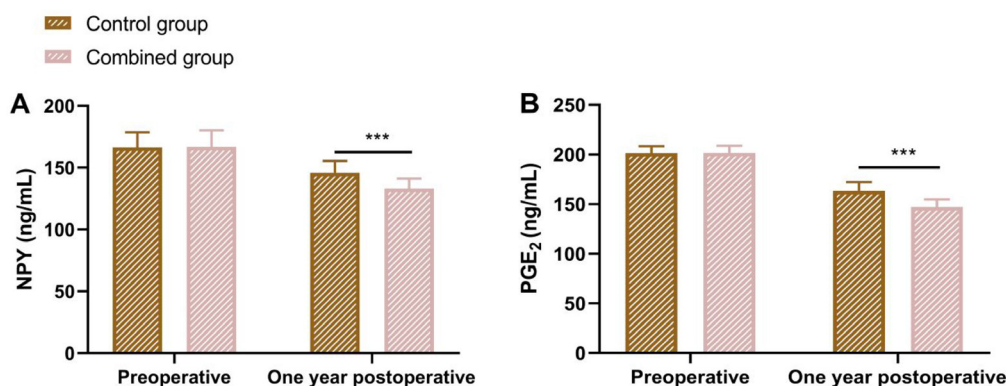 Control group
Combined group
A
NPY (ng/mL)
200
150
100
50
0
***
Preoperative
One year postoperative
B
PGE₂ (ng/mL)
250
200
150
100
50
0
***
Preoperative
One year postoperative